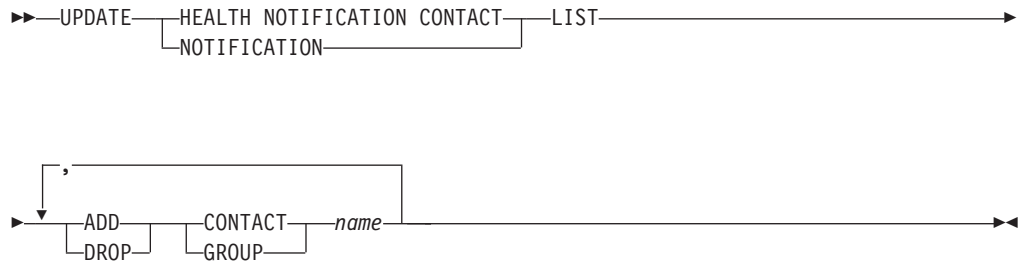 UPDATE HEALTH NOTIFICATION CONTACT LIST
NOTIFICATION
,
ADD CONTACT name
DROP GROUP